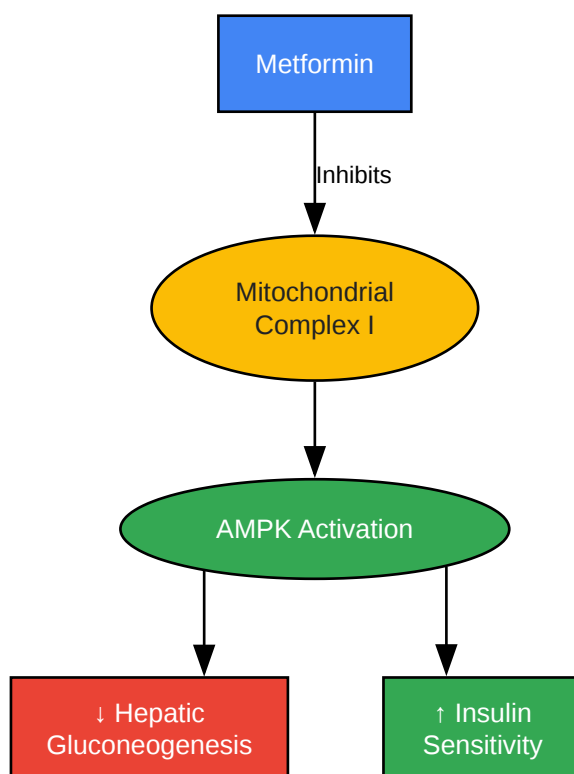 Metformin
Inhibits
Mitochondrial
Complex I
AMPK Activation
↓ Hepatic
Gluconeogenesis
↑ Insulin
Sensitivity